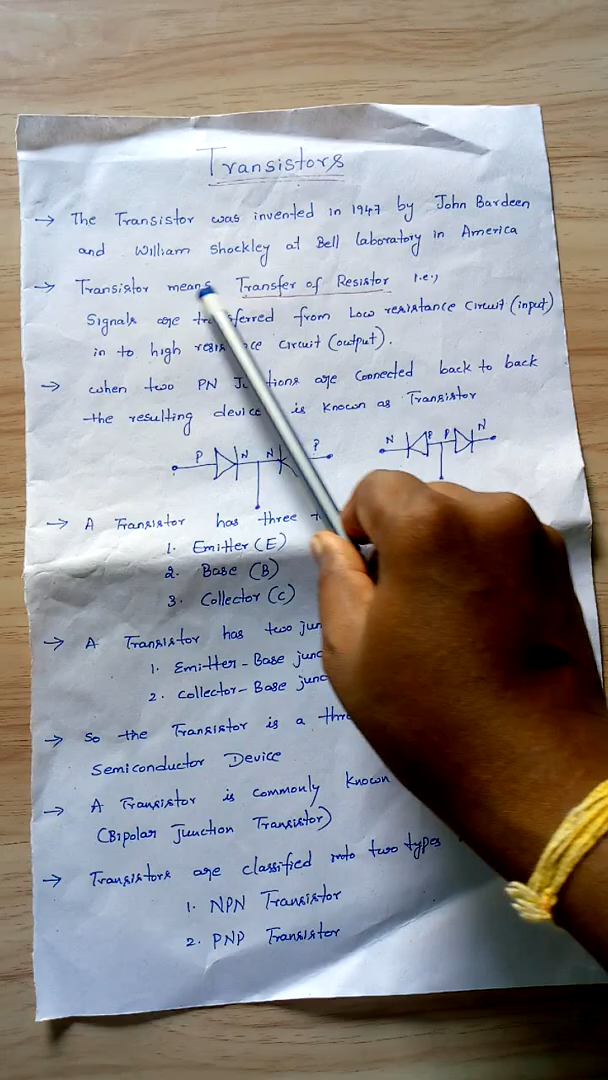 Transistors
→ The Transistor was invented in 1947 by John Bardeen
and William Shockley at Bell laboratory in America
→ Transistor means Transfer of Resistor i.e.,
Signals are transferred from Low resistance Circuit (input)
in to high resistance circuit (output).
→ when two PN Junctions are Connected back to back
the resulting device is known as Transistor
P N N P
N P P N
→ A Transistor has three
1. Emitter (E)
2. Base (B)
3. Collector (C)
→ A Transistor has two
1. Emitter-Base
2. Collector-Base
→ So the Transistor is a
Semiconductor Device
→ A Transistor is commonly known
(Bipolar Junction Transistor)
→ Transistors are classified into two types
1. NPN Transistor
2. PNP Transistor